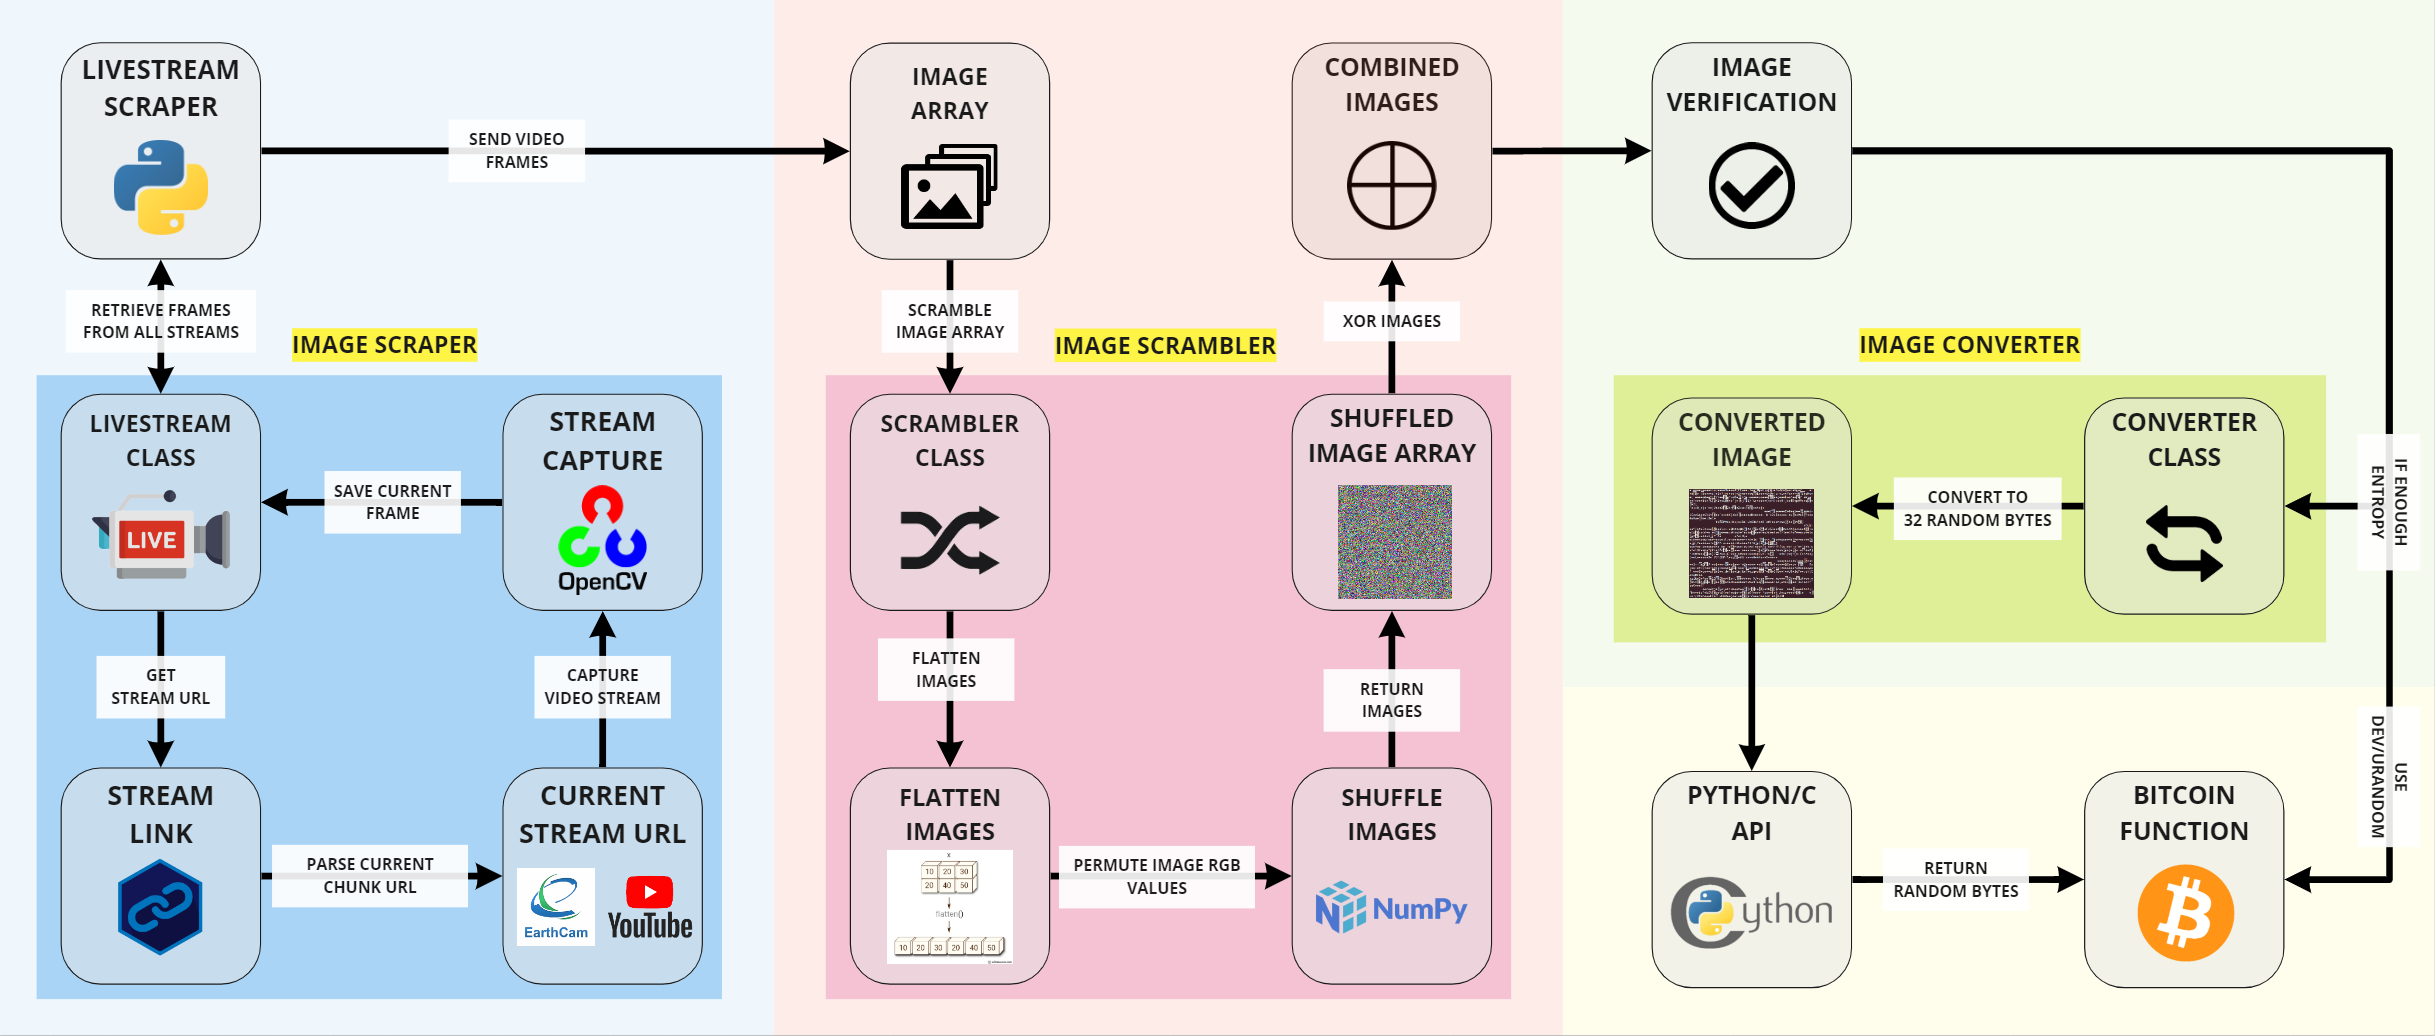 LIVESTREAM
SCRAPER
SEND VIDEO
FRAMES
IMAGE
ARRAY
COMBINED
IMAGES
IMAGE
VERIFICATION
RETRIEVE FRAMES
FROM ALL STREAMS
IMAGE SCRAPER
SCRAMBLE
IMAGE ARRAY
IMAGE SCRAMBLER
XOR IMAGES
IMAGE CONVERTER
LIVESTREAM
CLASS
LIVE
SAVE CURRENT
FRAME
STREAM
CAPTURE
OpenCV
SCRAMBLER
CLASS
SHUFFLED
IMAGE ARRAY
CONVERTED
IMAGE
CONVERT TO
32 RANDOM BYTES
CONVERTER
CLASS
IF ENOUGH
ENTROPY
GET
STREAM URL
CAPTURE
VIDEO STREAM
FLATTEN
IMAGES
RETURN
IMAGES
USE
DEV/URANDOM
STREAM
LINK
PARSE CURRENT
CHUNK URL
CURRENT
STREAM URL
EarthCam
YouTube
FLATTEN
IMAGES
x
10 20 30
20 40 50
flatten()
10 20 30 20 40 50
PERMUTE IMAGE RGB
VALUES
SHUFFLE
IMAGES
NumPy
PYTHON/C
API
Cython
RETURN
RANDOM BYTES
BITCOIN
FUNCTION